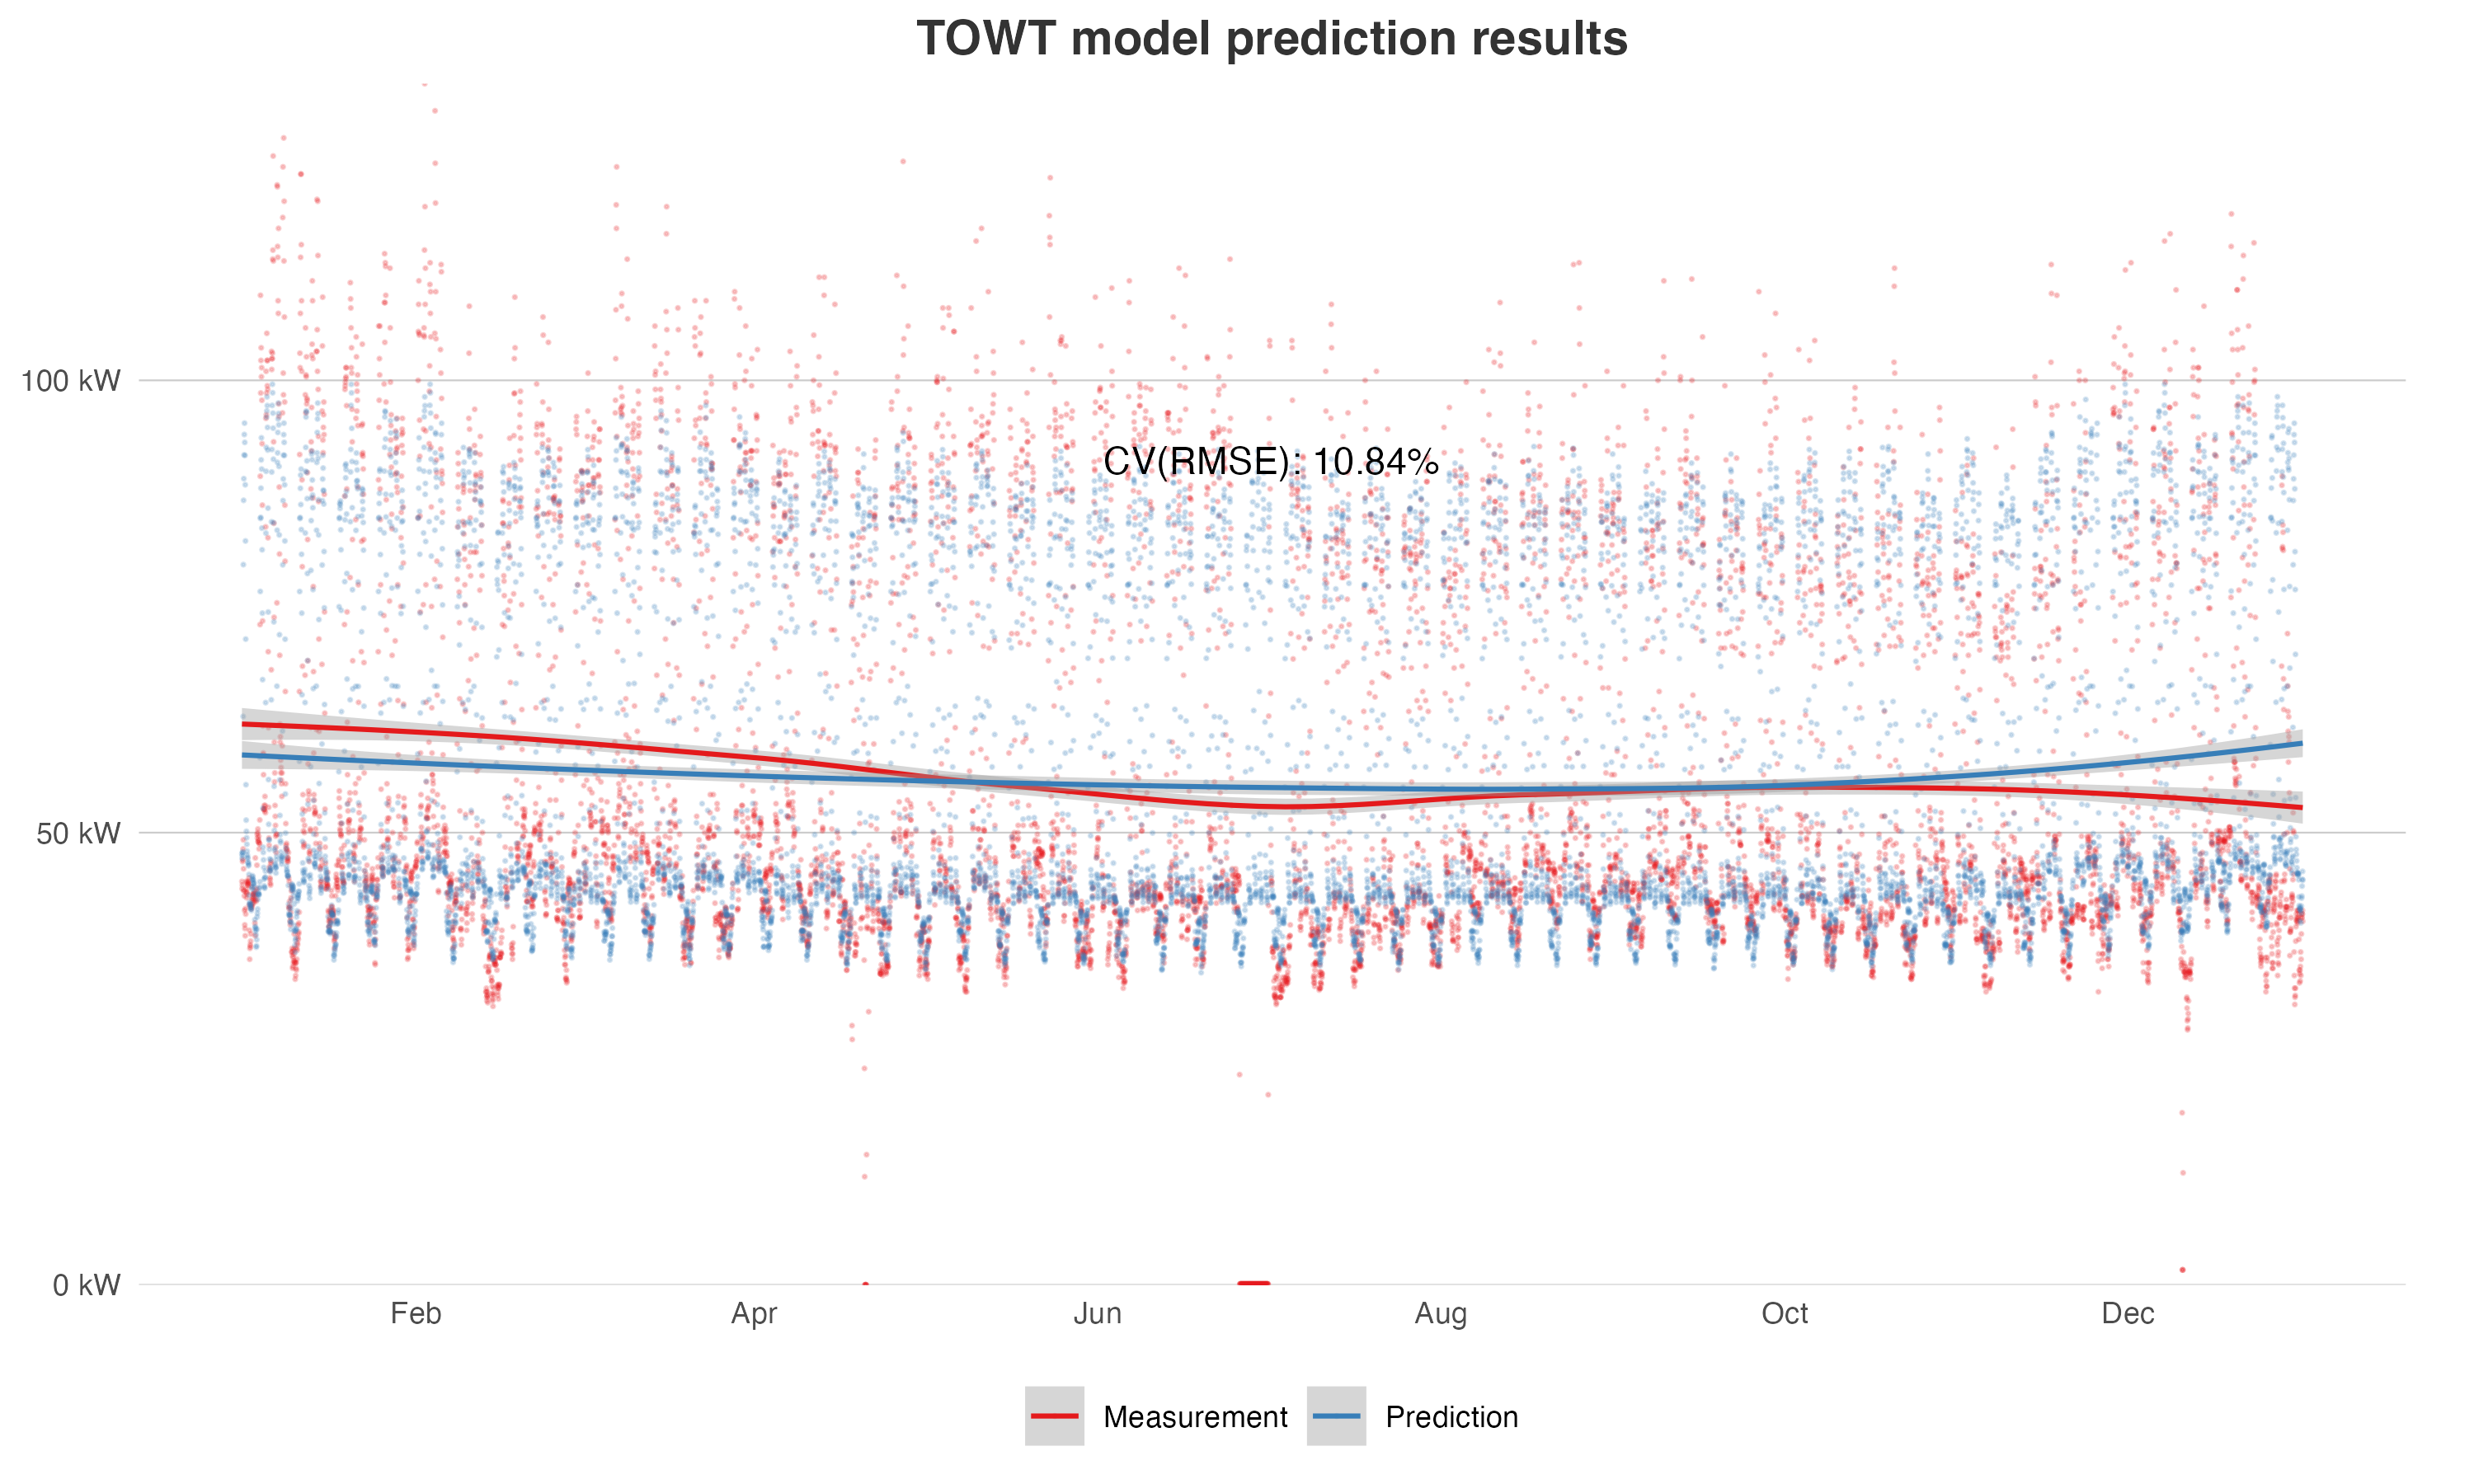 TOWT model prediction results
100 kW
CV(RMSE): 10.84%
50 kW
0 kW
Feb Apr Jun Aug Oct Dec
Measurement Prediction